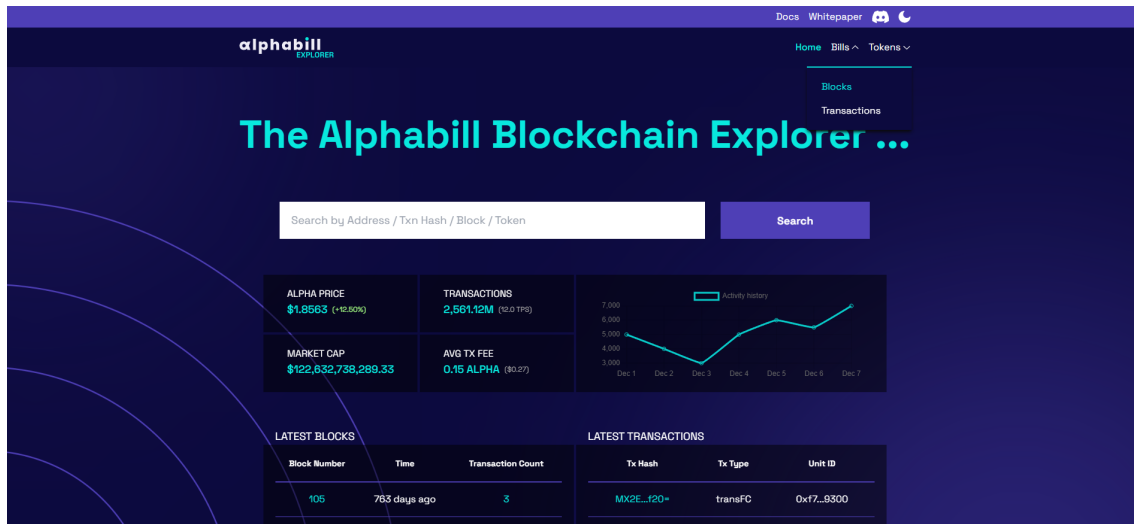 Docs Whitepaper
alphabill
EXPLORER
Home Bills Tokens
Blocks
Transactions
The Alphabill Blockchain Explorer ...
Search by Address / Txn Hash / Block / Token
Search
ALPHA PRICE
$1.8563 (+12.50%)
TRANSACTIONS
2,561.12M (12.0 TPS)
MARKET CAP
$122,632,738,289.33
AVG TX FEE
0.15 ALPHA ($0.27)
Activity history
7,000
6,000
5,000
4,000
3,000
Dec 1 Dec 2 Dec 3 Dec 4 Dec 5 Dec 6 Dec 7
LATEST BLOCKS
Block Number Time Transaction Count
105 763 days ago 3
LATEST TRANSACTIONS
Tx Hash Tx Type Unit ID
MX2E...f20= transFC 0xf7...9300